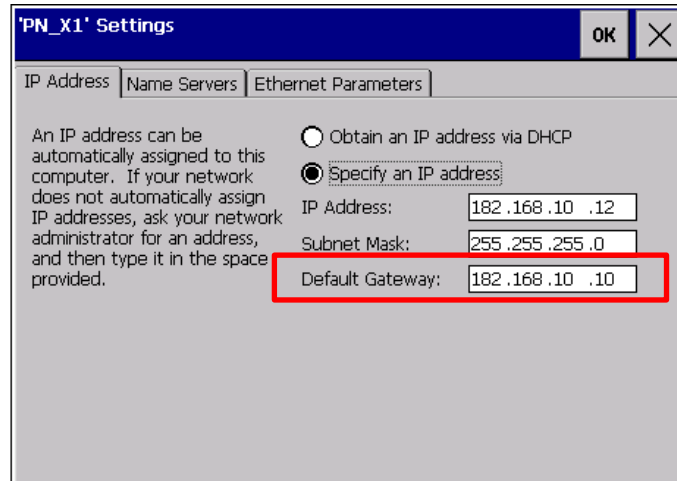 'PN_X1' Settings
OK
IP Address Name Servers Ethernet Parameters
An IP address can be
automatically assigned to this
computer. If your network
does not automatically assign
IP addresses, ask your network
administrator for an address,
and then type it in the space
provided.
Obtain an IP address via DHCP
Specify an IP address
IP Address: 182.168.10.12
Subnet Mask: 255.255.255.0
Default Gateway: 182.168.10.10